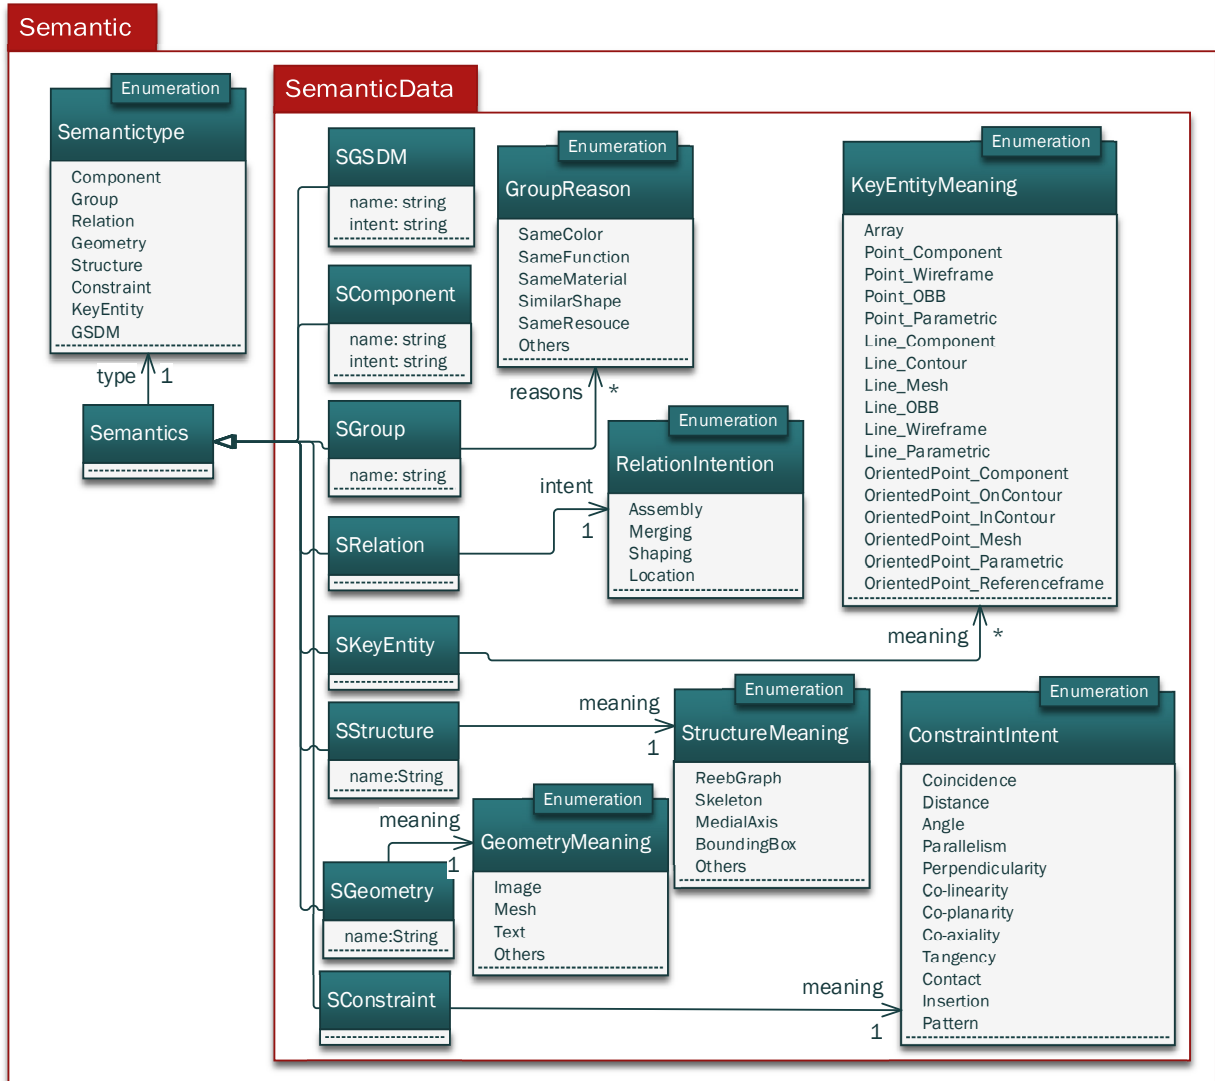 Semantic
Enumeration
Semantictype
Component
Group
Relation
Geometry
Structure
Constraint
KeyEntity
GSDM
type 1
Semantics
SemanticData
SGSDM
name: string
intent: string
SComponent
name: string
intent: string
SGroup
name: string
SRelation
SKeyEntity
SStructure
name:String
SGeometry
name:String
SConstraint
Enumeration
GroupReason
SameColor
SameFunction
SameMaterial
SimilarShape
SameResouce
Others
reasons *
Enumeration
RelationIntention
Assembly
Merging
Shaping
Location
intent
1
Enumeration
KeyEntityMeaning
Array
Point_Component
Point_Wireframe
Point_OBB
Point_Parametric
Line_Component
Line_Contour
Line_Mesh
Line_OBB
Line_Wireframe
Line_Parametric
OrientedPoint_Component
OrientedPoint_OnContour
OrientedPoint_InContour
OrientedPoint_Mesh
OrientedPoint_Parametric
OrientedPoint_Referenceframe
meaning *
Enumeration
StructureMeaning
ReebGraph
Skeleton
MedialAxis
BoundingBox
Others
meaning
1
Enumeration
GeometryMeaning
Image
Mesh
Text
Others
meaning
1
Enumeration
ConstraintIntent
Coincidence
Distance
Angle
Parallelism
Perpendicularity
Co-linearity
Co-planarity
Co-axiality
Tangency
Contact
Insertion
Pattern
meaning
1